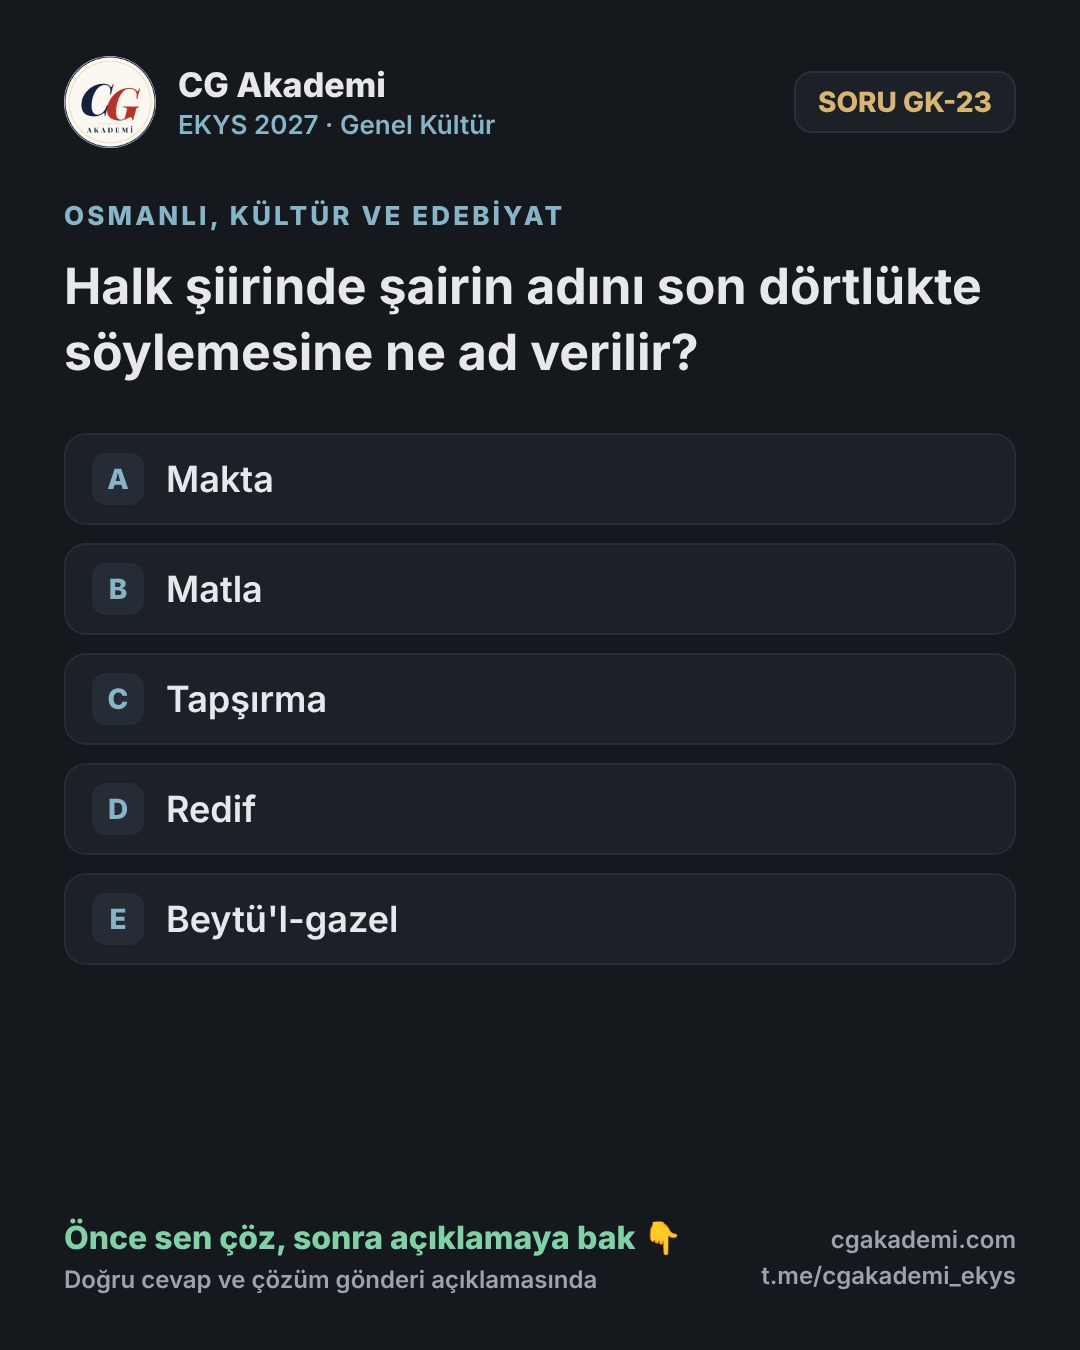 CG
AKADEMİ
CG Akademi
EKYS 2027 · Genel Kültür
SORU GK-23
OSMANLI, KÜLTÜR VE EDEBİYAT
Halk şiirinde şairin adını son dörtlükte
söylemesine ne ad verilir?
A Makta
B Matla
C Tapşırma
D Redif
E Beytü'l-gazel
Önce sen çöz, sonra açıklamaya bak 👇
Doğru cevap ve çözüm gönderi açıklamasında
cgakademi.com
t.me/cgakademi_ekys